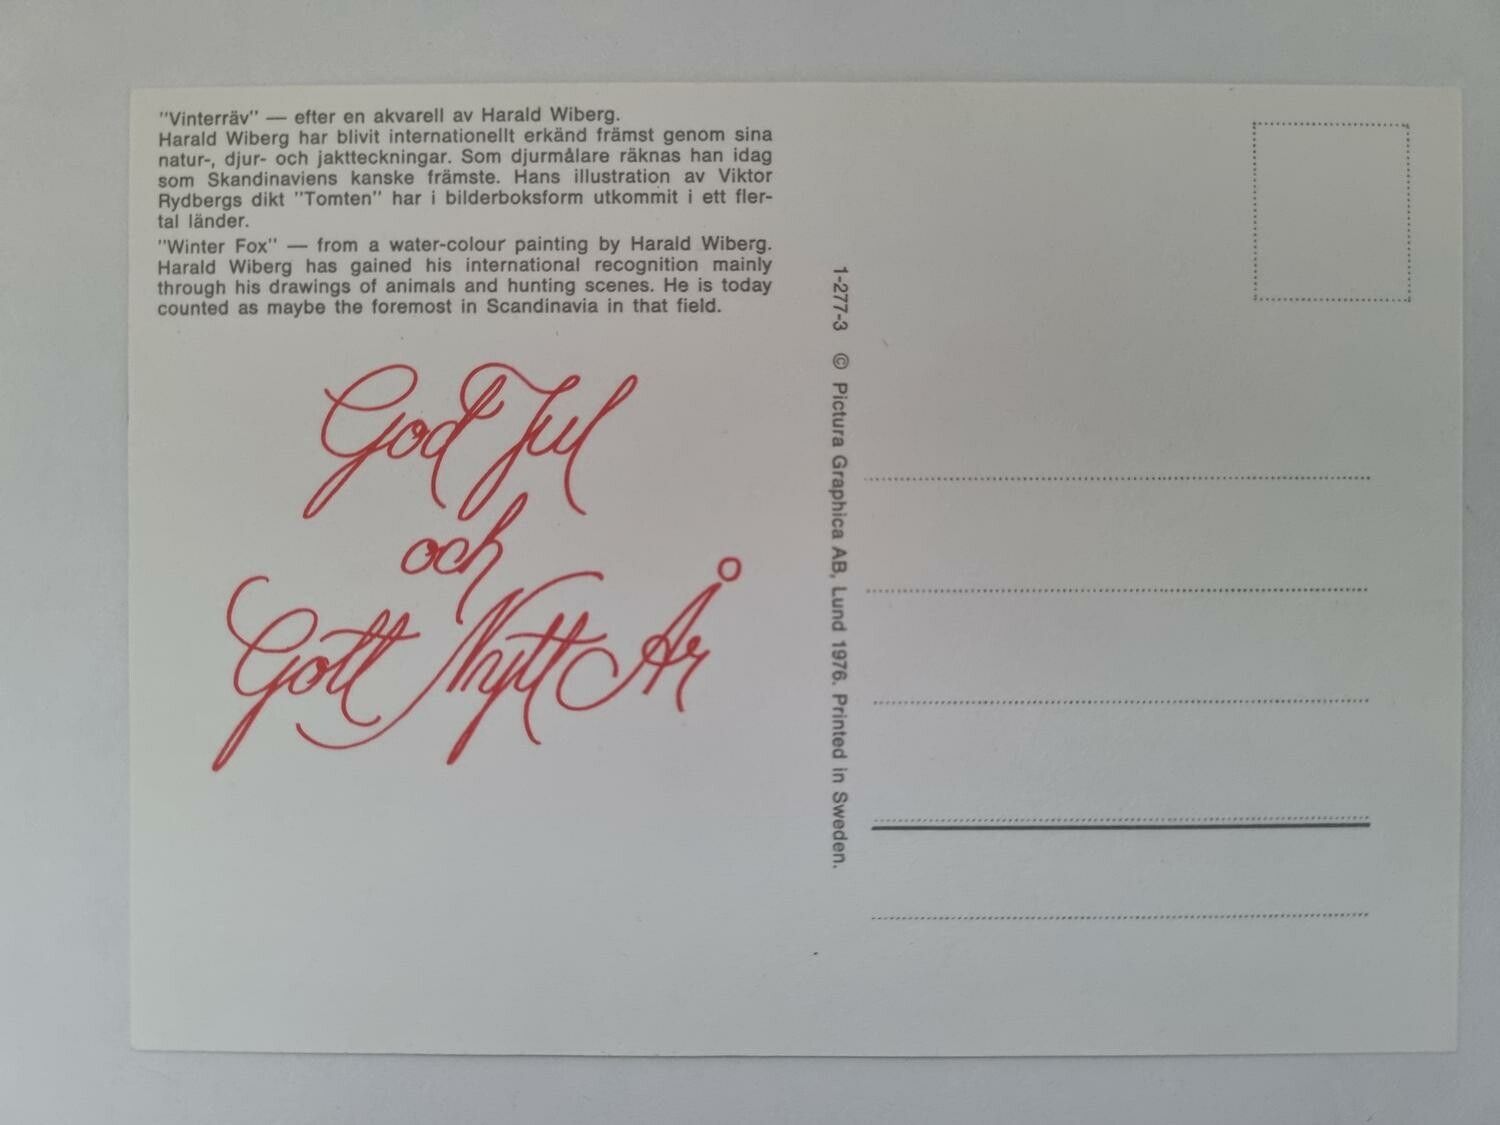 "Vinterräv" — efter en akvarell av Harald Wiberg.
Harald Wiberg har blivit internationellt erkänd främst genom sina
natur-, djur- och jaktteckningar. Som djurmålare räknas han idag
som Skandinaviens kanske främste. Hans illustration av Viktor
Rydbergs dikt "Tomten" har i bilderboksform utkommit i ett fler-
tal länder.
"Winter Fox" — from a water-colour painting by Harald Wiberg.
Harald Wiberg has gained his international recognition mainly
through his drawings of animals and hunting scenes. He is today
counted as maybe the foremost in Scandinavia in that field.
God Jul
och
Gott Nytt År
1-277-3 © Pictura Graphica AB, Lund 1976. Printed in Sweden.